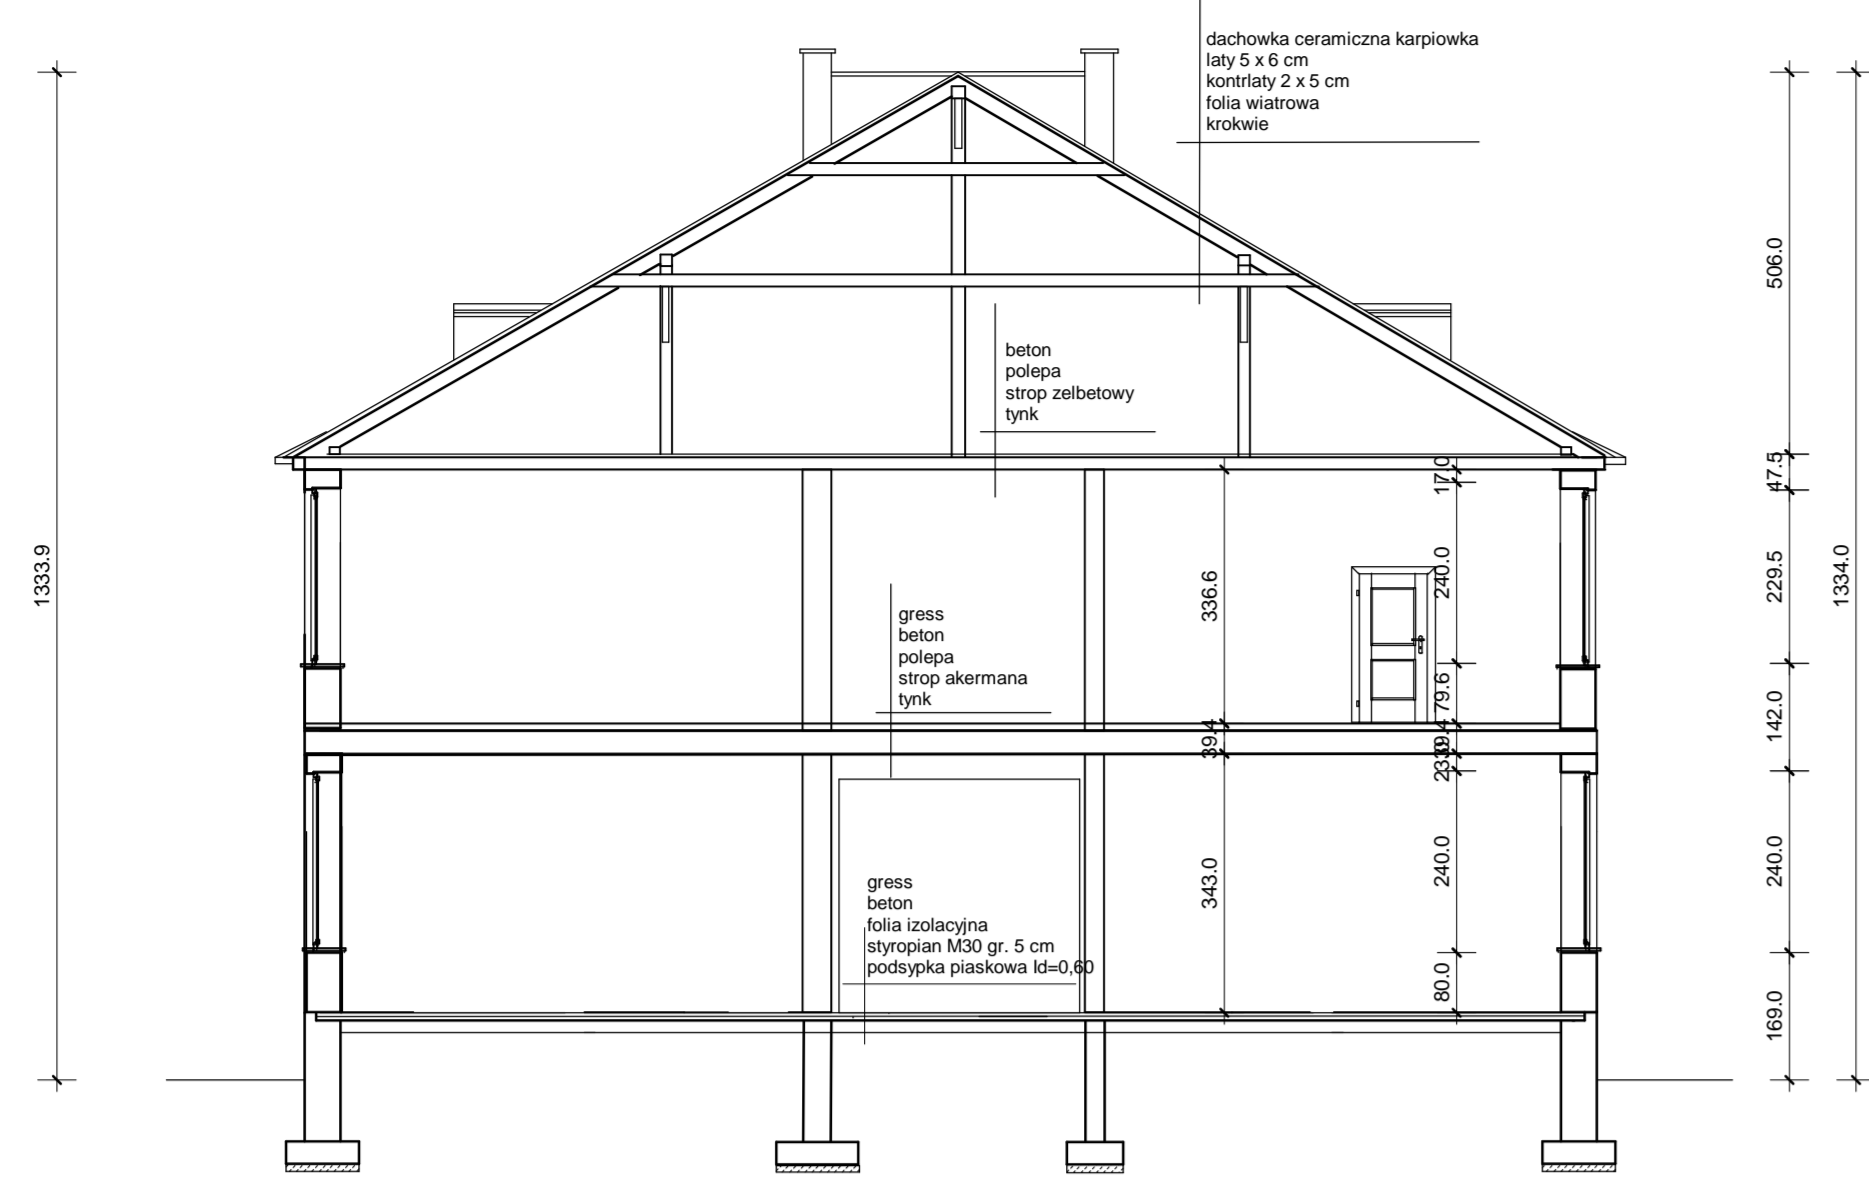 dachowka ceramiczna karpiowka
laty 5 x 6 cm
kontrlaty 2 x 5 cm
folia wiatrowa
krokwie
beton
polepa
strop zelbetowy
tynk
gress
beton
polepa
strop akermana
tynk
gress
beton
folia izolacyjna
styropian M30 gr. 5 cm
podsypka piaskowa Id=0,60
1333.9
336.6
39.4
343.0
17.0
240.0
79.6
39.4
240.0
80.0
506.0
47.5
229.5
142.0
240.0
169.0
1334.0